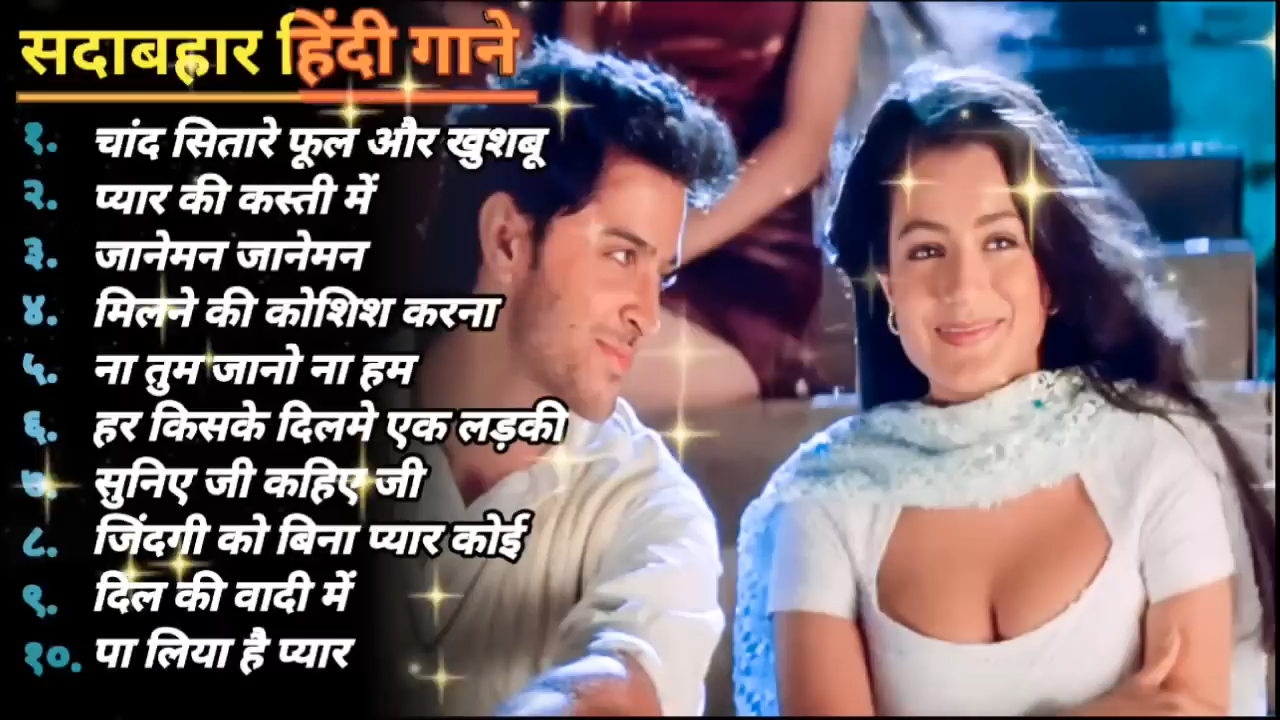 सदाबहार हिंदी गाने
१. चांद सितारे फूल और खुशबू
२. प्यार की कस्ती में
३. जानेमन जानेमन
४. मिलने की कोशिश करना
५. ना तुम जानो ना हम
६. हर किसके दिलमे एक लड़की
७. सुनिए जी कहिए जी
८. जिंदगी को बिना प्यार कोई
९. दिल की वादी में
१०. पा लिया है प्यार